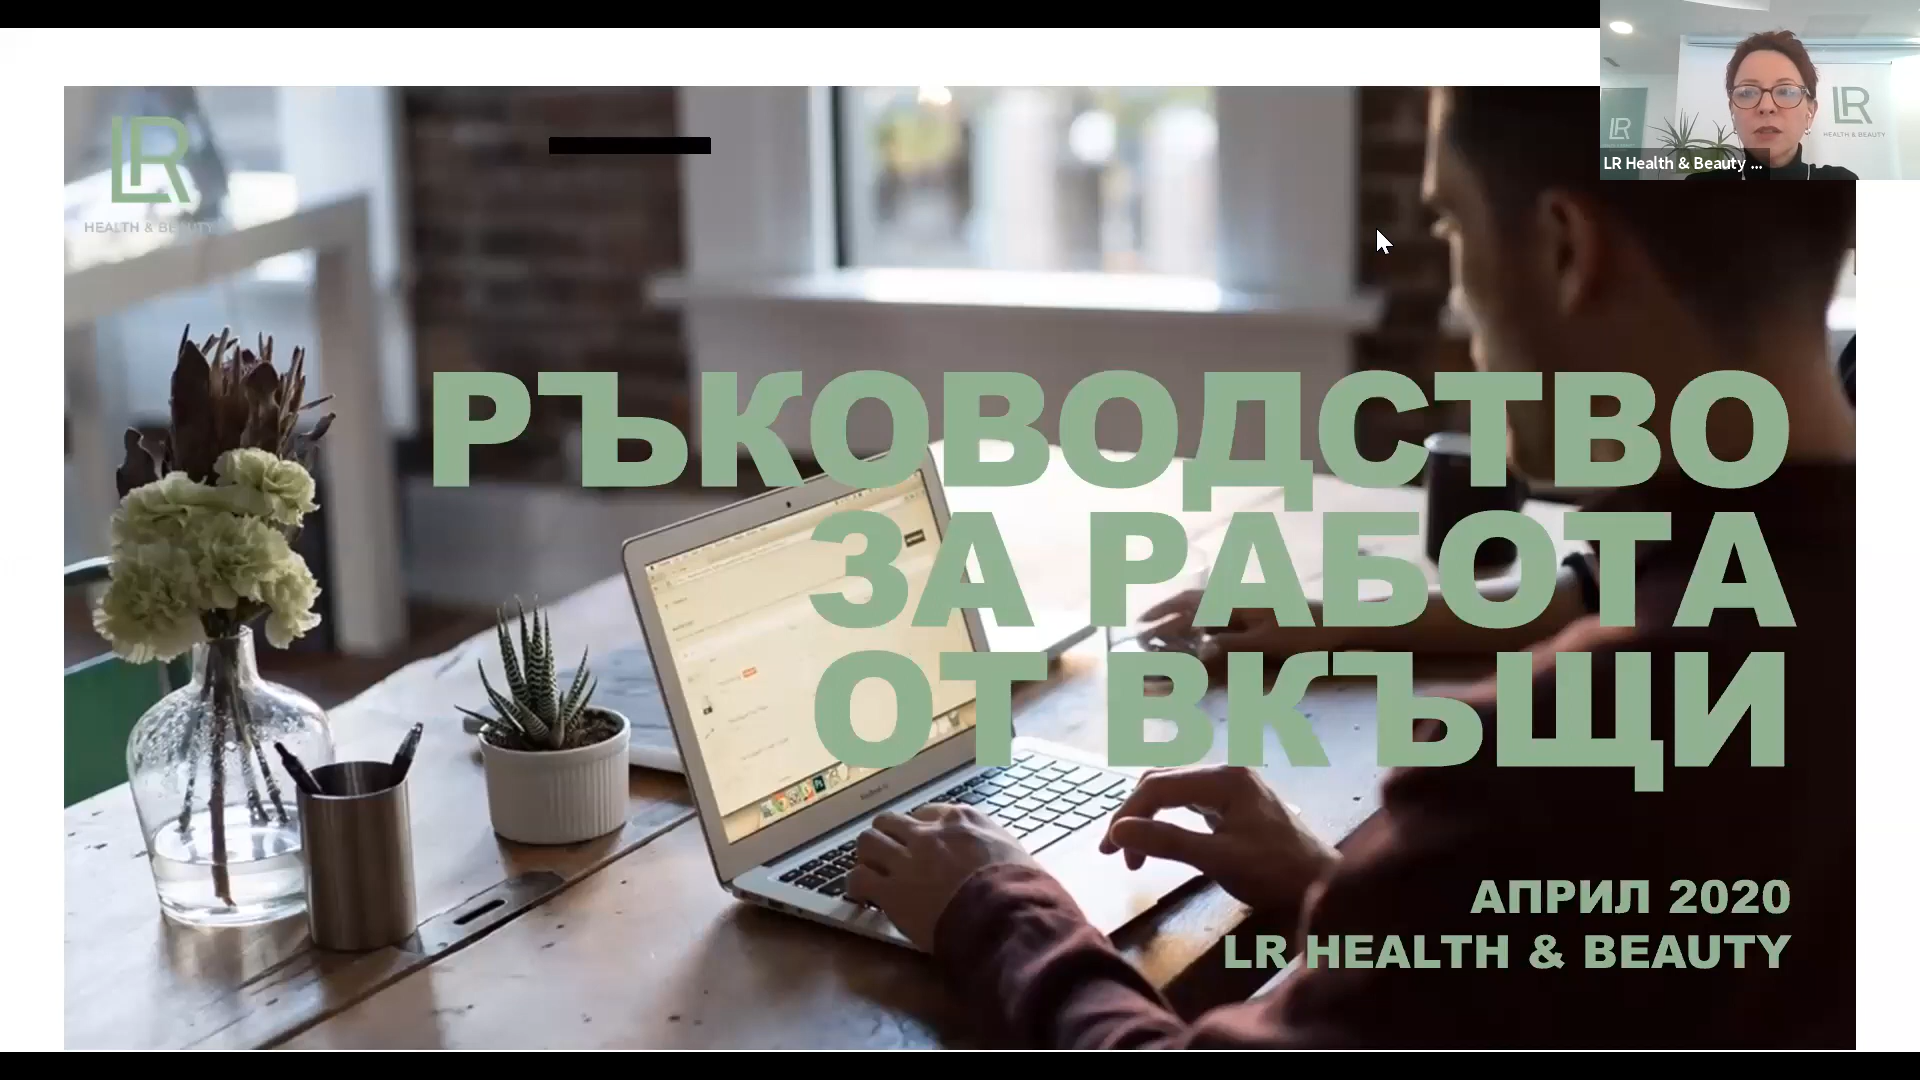 LR
HEALTH & BEAUTY
LR
LR
HEALTH & BEAUTY
LR Health & Beauty ...
РЪКОВОДСТВО
ЗА РАБОТА
ОТ ВКЪЩИ
АПРИЛ 2020
LR HEALTH & BEAUTY